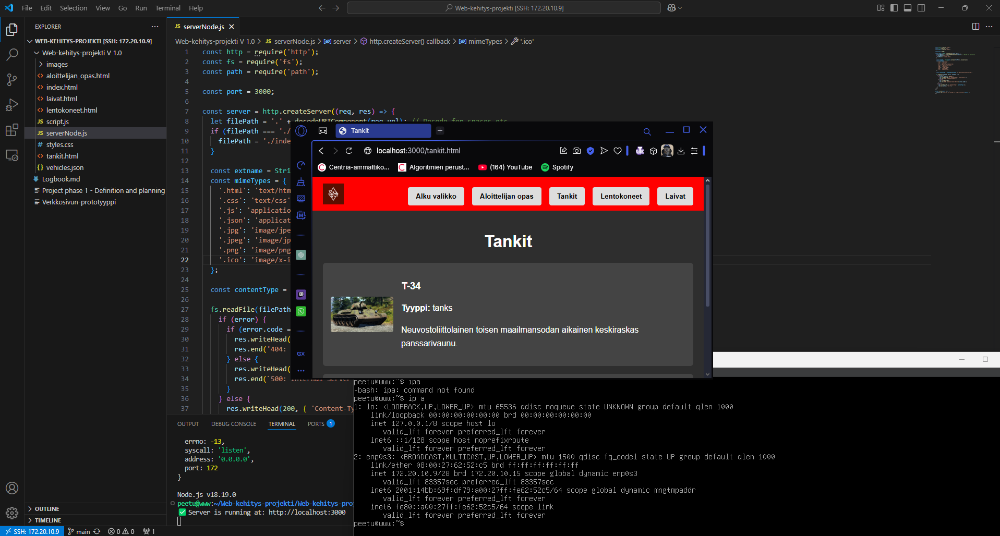 File Edit Selection View Go Run Terminal Help
Web-kehitys-projekti [SSH: 172.20.10.9]
EXPLORER
WEB-KEHITYS-PROJEKTI [SSH: 172.20.10.9]
Web-kehitys-projekti V 1.0
images
aloittelijan_opas.html
index.html
laivat.html
lentokoneet.html
JS script.js
JS serverNode.js
# styles.css
tankit.html
{} vehicles.json
Logbook.md
Project phase 1 - Definition and planning
Verkkosivun-prototyyppi
OUTLINE
TIMELINE
JS serverNode.js
Web-kehitys-projekti V 1.0 > JS serverNode.js > server > http.createServer() callback > mimeTypes > '.ico'
1 const http = require('http');
2 const fs = require('fs');
3 const path = require('path');
4
5 const port = 3000;
6
7 const server = http.createServer((req, res) => {
8 let filePath = '.' + decodeURIComponent(req.url); // Decode for spaces etc
9 if (filePath === './
10 filePath = './inde
11 }
12
13 const extname = Stri
14 const mimeTypes = {
15 '.html': 'text/htm
16 '.css': 'text/css'
17 '.js': 'applicatio
18 '.json': 'applicat
19 '.jpg': 'image/jpe
20 '.jpeg': 'image/jp
21 '.png': 'image/png
22 '.ico': 'image/x-i
23 };
24
25 const contentType =
26
27 fs.readFile(filePath
28 if (error) {
29 if (error.code =
30 res.writeHead(
31 res.end('404:
32 } else {
33 res.writeHead(
34 res.end(`500: Internal Server
35 }
36 } else {
37 res.writeHead(200, { 'Content-Ty
Tankit
localhost:3000/tankit.html
Centria-ammattiko... Algoritmien perust... (164) YouTube Spotify
GX
Alku valikko Aloittelijan opas Tankit Lentokoneet Laivat
Tankit
T-34
Tyyppi: tanks
Neuvostoliittolainen toisen maailmansodan aikainen keskiraskas
panssarivaunu.
OUTPUT DEBUG CONSOLE TERMINAL PORTS 1
errno: -13,
syscall: 'listen',
address: '0.0.0.0',
port: 172
}
Node.js v18.19.0
peetu@www:~/Web-kehitys-projekti/Web-kehitys-pro
Server is running at: http://localhost:3000
peetu@www:~$ ipa
-bash: ipa: command not found
peetu@www:~$ ip a
1: lo: <LOOPBACK,UP,LOWER_UP> mtu 65536 qdisc noqueue state UNKNOWN group default qlen 1000
link/loopback 00:00:00:00:00:00 brd 00:00:00:00:00:00
inet 127.0.0.1/8 scope host lo
valid_lft forever preferred_lft forever
inet6 ::1/128 scope host noprefixroute
valid_lft forever preferred_lft forever
2: enp0s3: <BROADCAST,MULTICAST,UP,LOWER_UP> mtu 1500 qdisc fq_codel state UP group default qlen 1000
link/ether 08:00:27:62:52:c5 brd ff:ff:ff:ff:ff:ff
inet 172.20.10.9/28 brd 172.20.10.15 scope global dynamic enp0s3
valid_lft 83357sec preferred_lft 83357sec
inet6 2001:14bb:69f:df79:a00:27ff:fe62:52c5/64 scope global dynamic mngtmpaddr
valid_lft forever preferred_lft forever
inet6 fe80::a00:27ff:fe62:52c5/64 scope link
valid_lft forever preferred_lft forever
peetu@www:~$
SSH: 172.20.10.9 main 0 0 1